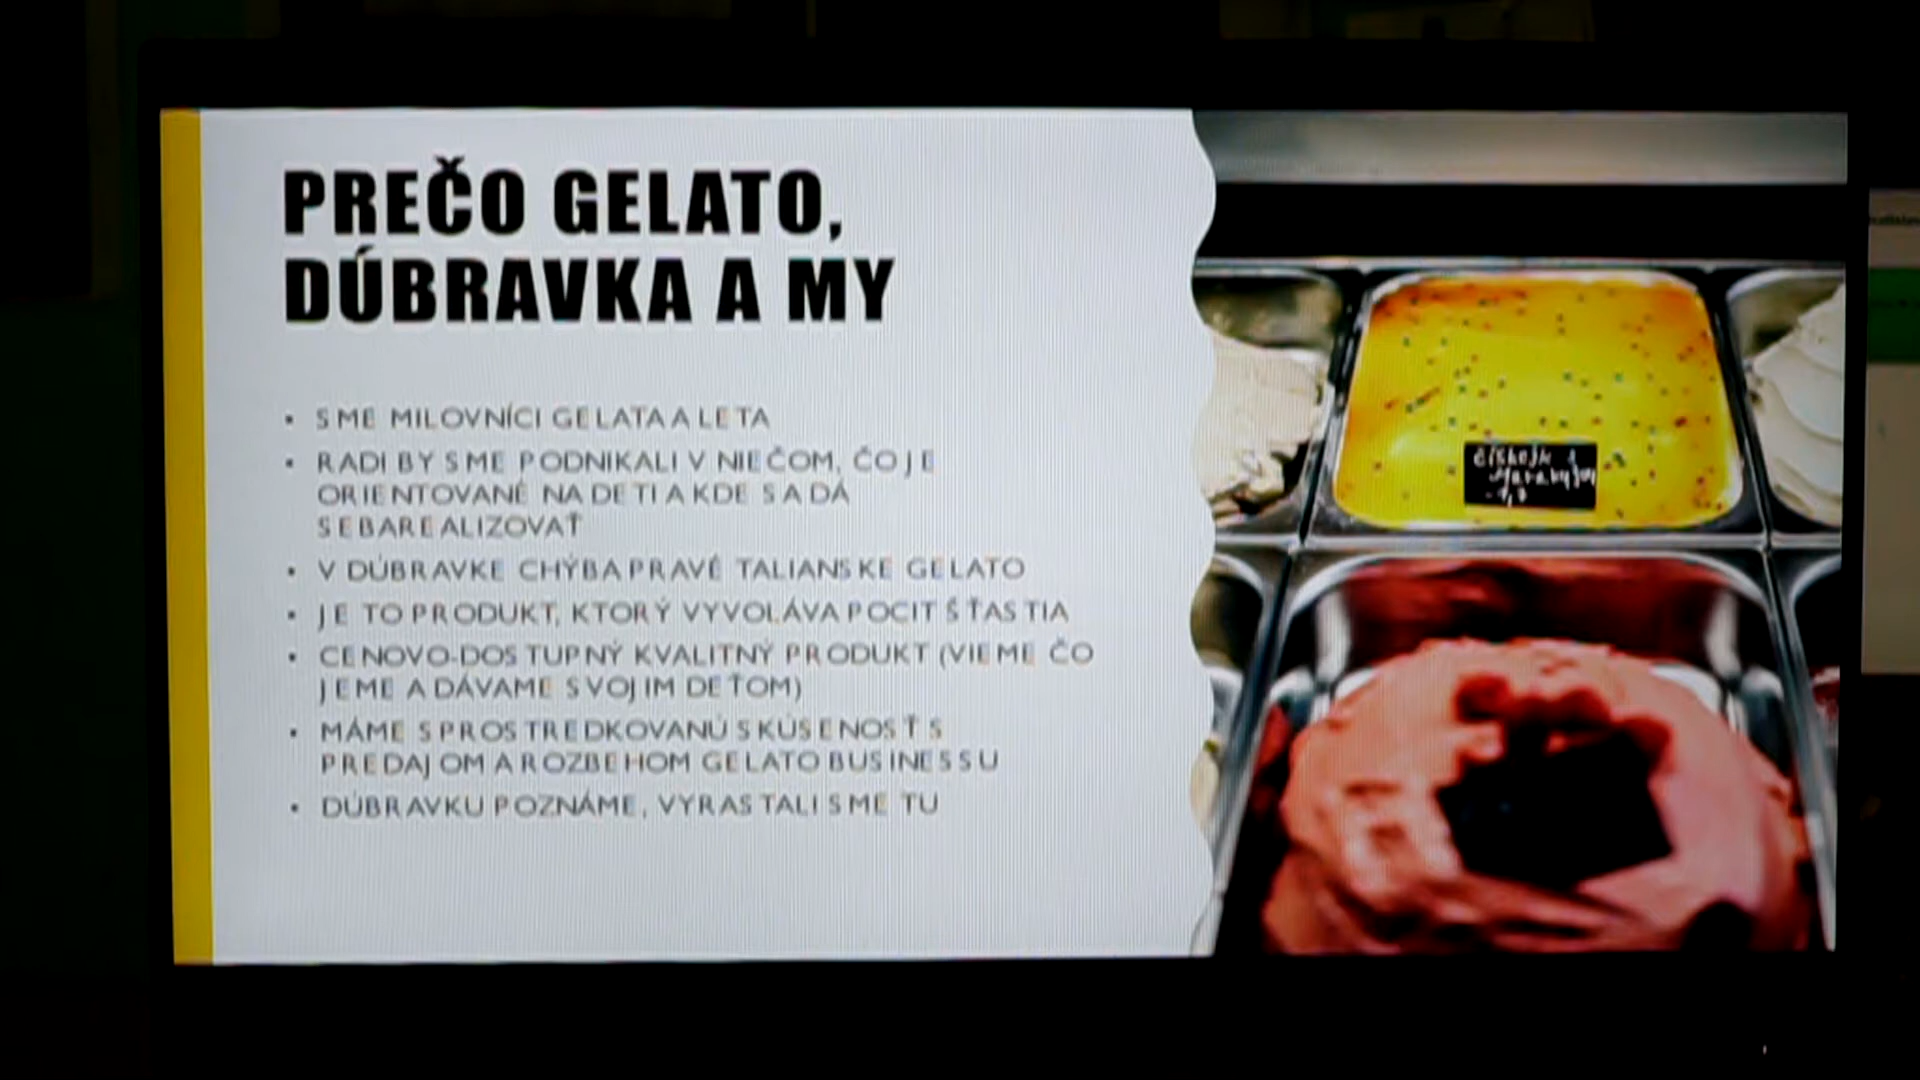 PREČO GELATO,
DÚBRAVKA A MY
• SME MILOVNÍCI GELATA A LETA
• RADI BY SME PODNIKALI V NIEČOM, ČO JE
ORIENTOVANÉ NA DETI A KDE SA DÁ
SEBAREALIZOVAŤ
• V DÚBRAVKE CHÝBA PRAVÉ TALIANSKE GELATO
• JE TO PRODUKT, KTORÝ VYVOLÁVA POCIT ŠŤASTIA
• CENOVO-DOSTUPNÝ KVALITNÝ PRODUKT (VIEME ČO
JEME A DÁVAME SVOJIM DEŤOM)
• MÁME SPROSTREDKOVANÚ SKÚSENOSŤ S
PREDAJOM A ROZBEHOM GELATO BUSINESSU
• DÚBRAVKU POZNÁME, VYRASTALI SME TU